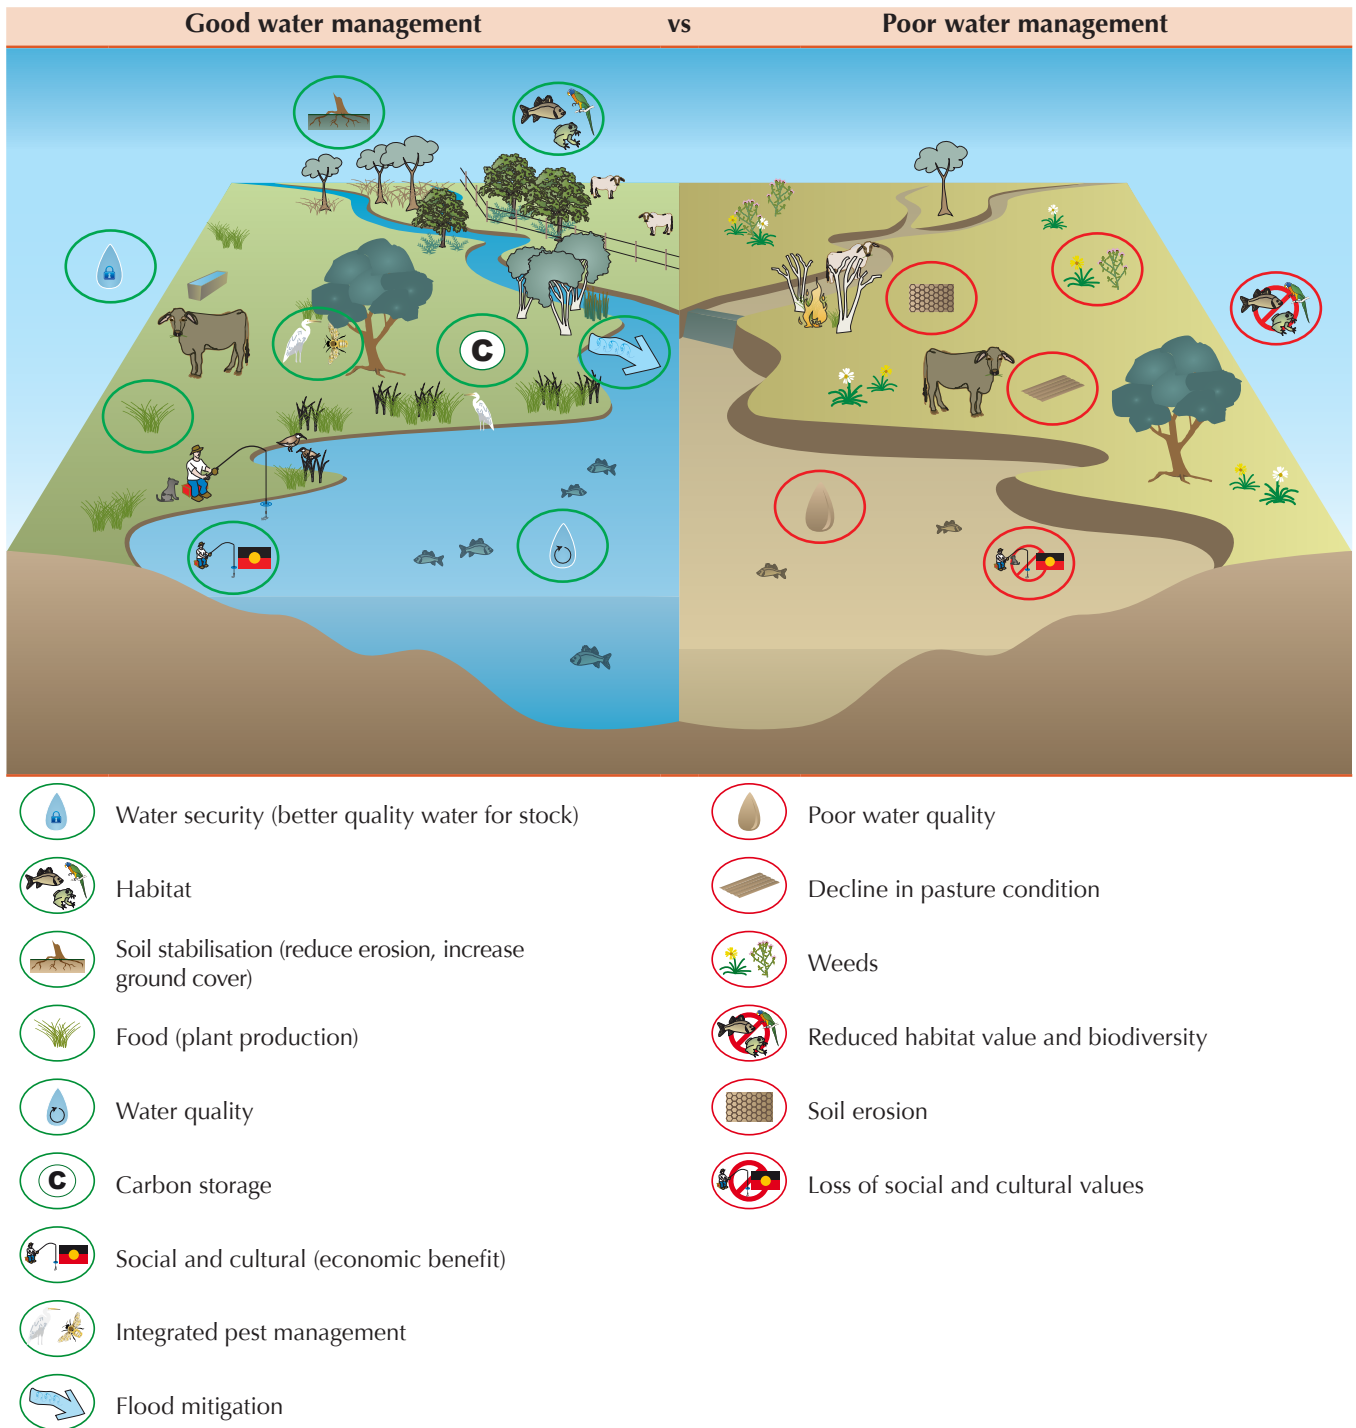 Good water management vs Poor water management
C
Water security (better quality water for stock)
Habitat
Soil stabilisation (reduce erosion, increase
ground cover)
Food (plant production)
Water quality
C
Carbon storage
Social and cultural (economic benefit)
Integrated pest management
Flood mitigation
Poor water quality
Decline in pasture condition
Weeds
Reduced habitat value and biodiversity
Soil erosion
Loss of social and cultural values